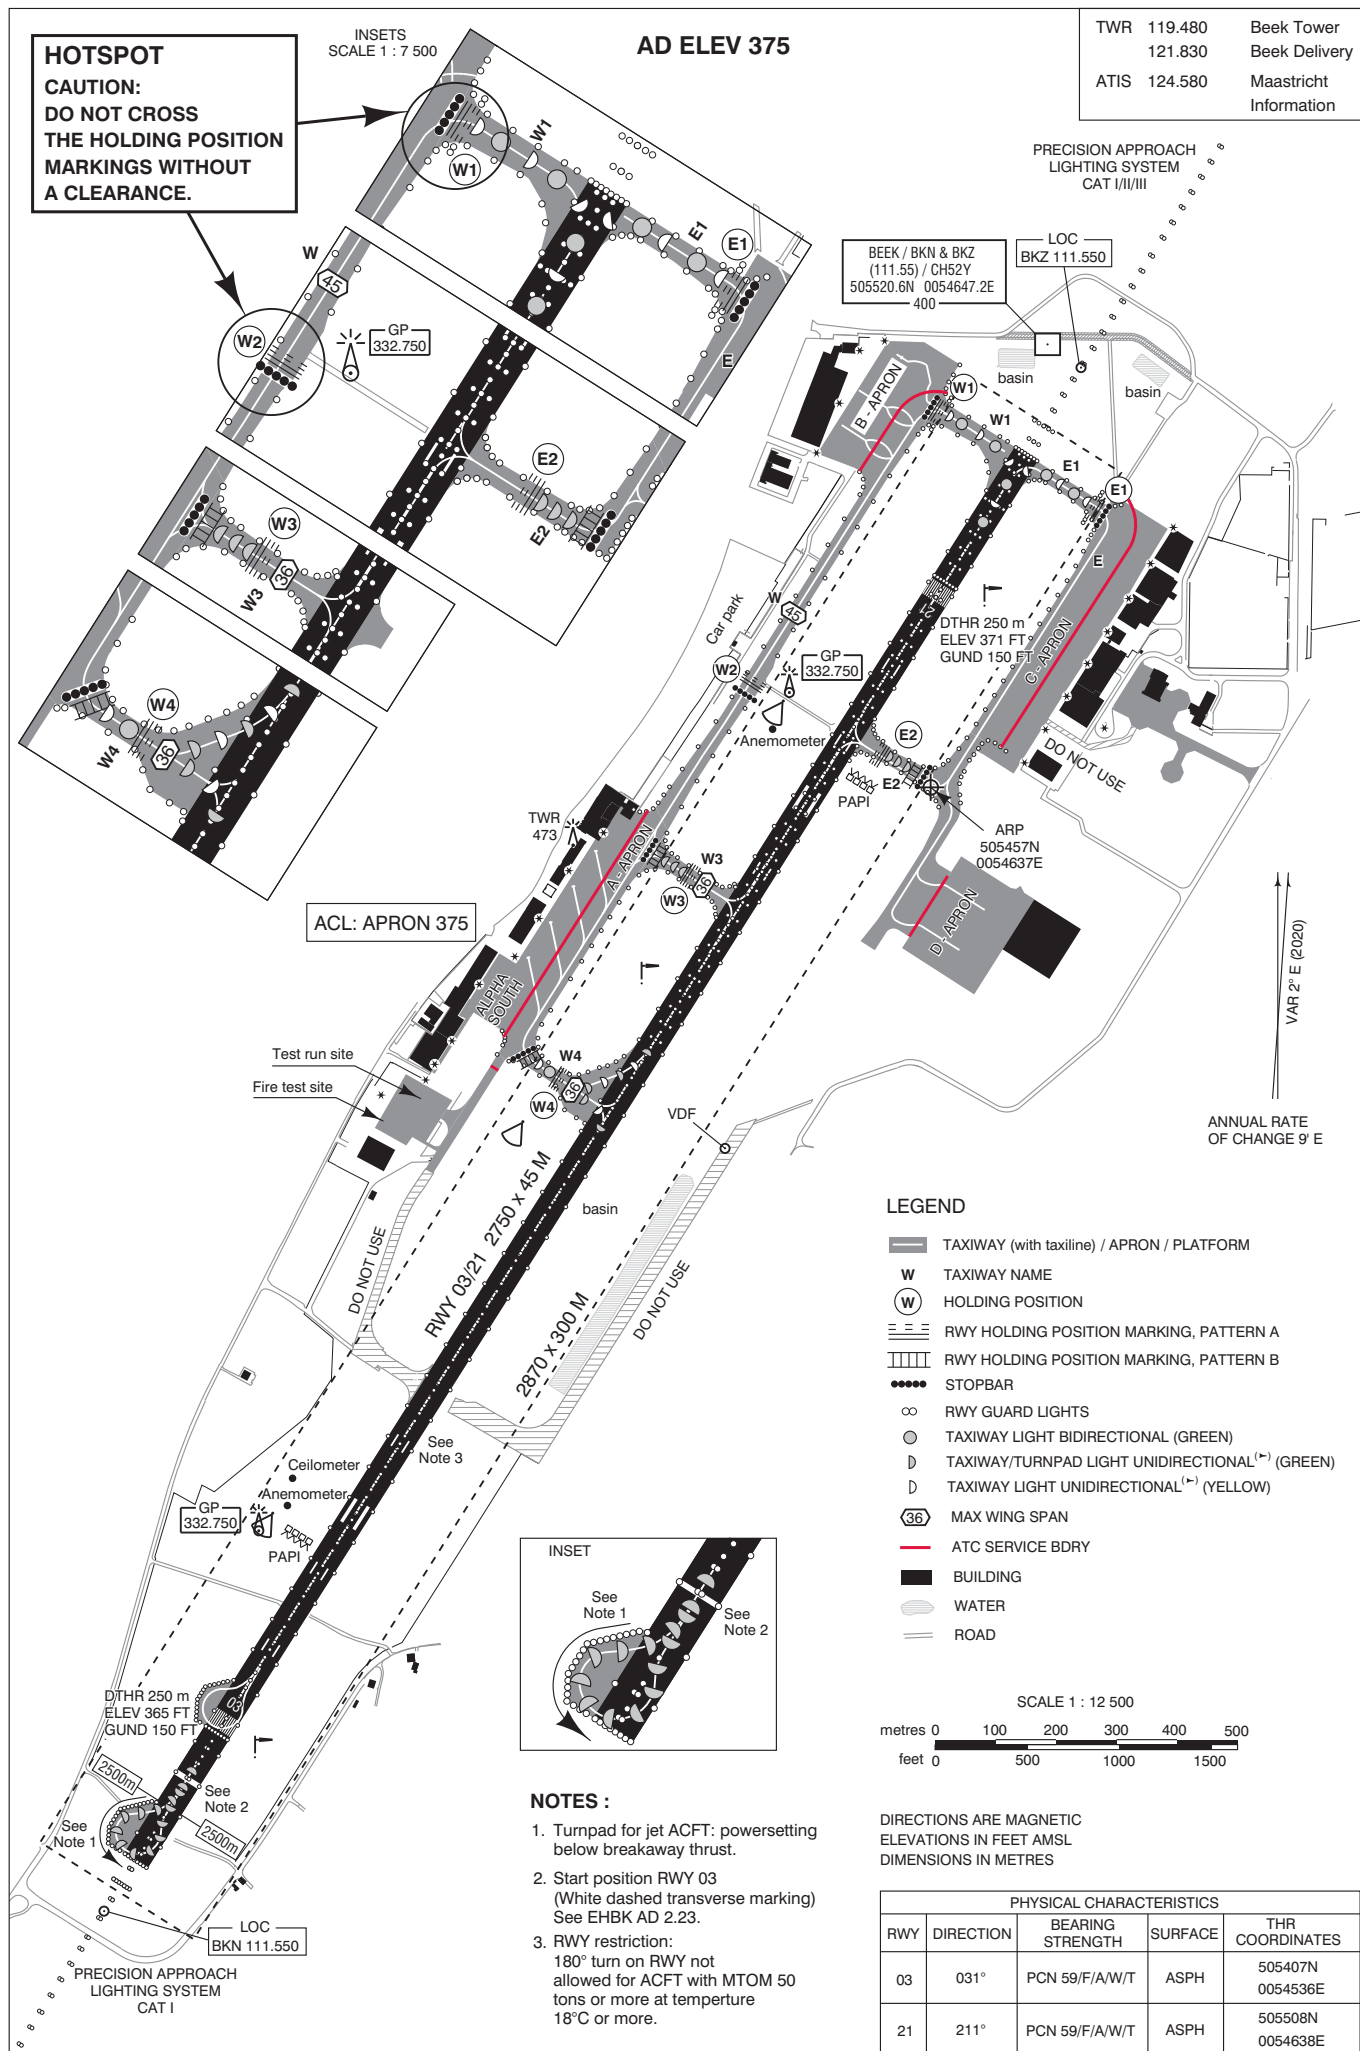 HOTSPOT
CAUTION:
DO NOT CROSS
THE HOLDING POSITION
MARKINGS WITHOUT
A CLEARANCE.
INSETS
SCALE 1 : 7 500
AD ELEV 375
TWR 119.480 Beek Tower
121.830 Beek Delivery
ATIS 124.580 Maastricht
Information
PRECISION APPROACH
LIGHTING SYSTEM
CAT I/II/III
LOC
BKZ 111.550
BEEK / BKN & BKZ
(111.55) / CH52Y
505520.6N 0054647.2E
400
W1
W1
E1
E1
W
45
W2
GP
332.750
E
E2
E2
W3
36
W3
W4
36
W4
basin
basin
B - APRON
W1
W1
E1
E1
E
21
DTHR 250 m
ELEV 371 FT
GUND 150 FT
C - APRON
Car park
W
45
W2
GP
332.750
Anemometer
E2
E2
PAPI
DO NOT USE
ARP
505457N
0054637E
TWR
473
A - APRON
W3
36
W3
D - APRON
ACL: APRON 375
ALPHA
SOUTH
VAR 2° E (2020)
ANNUAL RATE
OF CHANGE 9' E
Test run site
Fire test site
W4
36
W4
VDF
RWY 03/21 2750 x 45 M
basin
DO NOT USE
DO NOT USE
2870 x 300 M
See
Note 3
Ceilometer
Anemometer
GP
332.750
PAPI
03
DTHR 250 m
ELEV 365 FT
GUND 150 FT
2500m
2500m
See
Note 2
See
Note 1
LOC
BKN 111.550
PRECISION APPROACH
LIGHTING SYSTEM
CAT I
INSET
See
Note 1
See
Note 2
LEGEND
TAXIWAY (with taxiline) / APRON / PLATFORM
W TAXIWAY NAME
W HOLDING POSITION
RWY HOLDING POSITION MARKING, PATTERN A
RWY HOLDING POSITION MARKING, PATTERN B
STOPBAR
RWY GUARD LIGHTS
TAXIWAY LIGHT BIDIRECTIONAL (GREEN)
TAXIWAY/TURNPAD LIGHT UNIDIRECTIONAL (GREEN)
TAXIWAY LIGHT UNIDIRECTIONAL (YELLOW)
36 MAX WING SPAN
ATC SERVICE BDRY
BUILDING
WATER
ROAD
SCALE 1 : 12 500
metres 0 100 200 300 400 500
feet 0 500 1000 1500
NOTES :
1. Turnpad for jet ACFT: powersetting
below breakaway thrust.
2. Start position RWY 03
(White dashed transverse marking)
See EHBK AD 2.23.
3. RWY restriction:
180° turn on RWY not
allowed for ACFT with MTOM 50
tons or more at temperture
18°C or more.
DIRECTIONS ARE MAGNETIC
ELEVATIONS IN FEET AMSL
DIMENSIONS IN METRES
PHYSICAL CHARACTERISTICS
RWY DIRECTION BEARING STRENGTH SURFACE THR COORDINATES
03 031° PCN 59/F/A/W/T ASPH 505407N 0054536E
21 211° PCN 59/F/A/W/T ASPH 505508N 0054638E